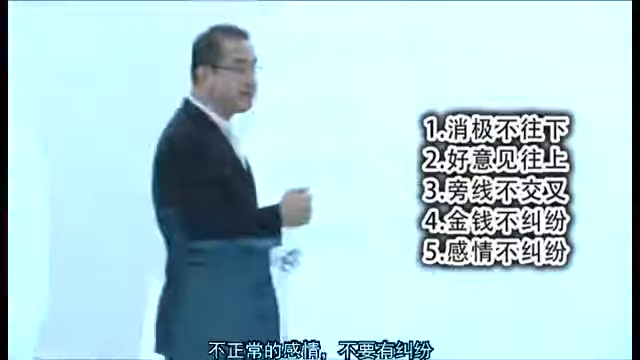 1.消极不往下
2.好意见往上
3.旁线不交叉
4.金钱不纠纷
5.感情不纠纷
不正常的感情，不要有纠纷